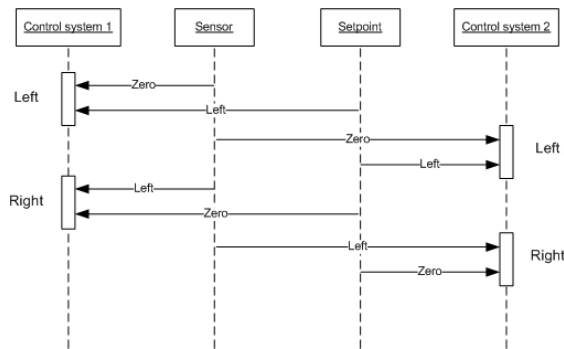 Control system 1
Sensor
Setpoint
Control system 2
Zero
Left
Left
Zero
Left
Left
Left
Right
Zero
Left
Right
Zero